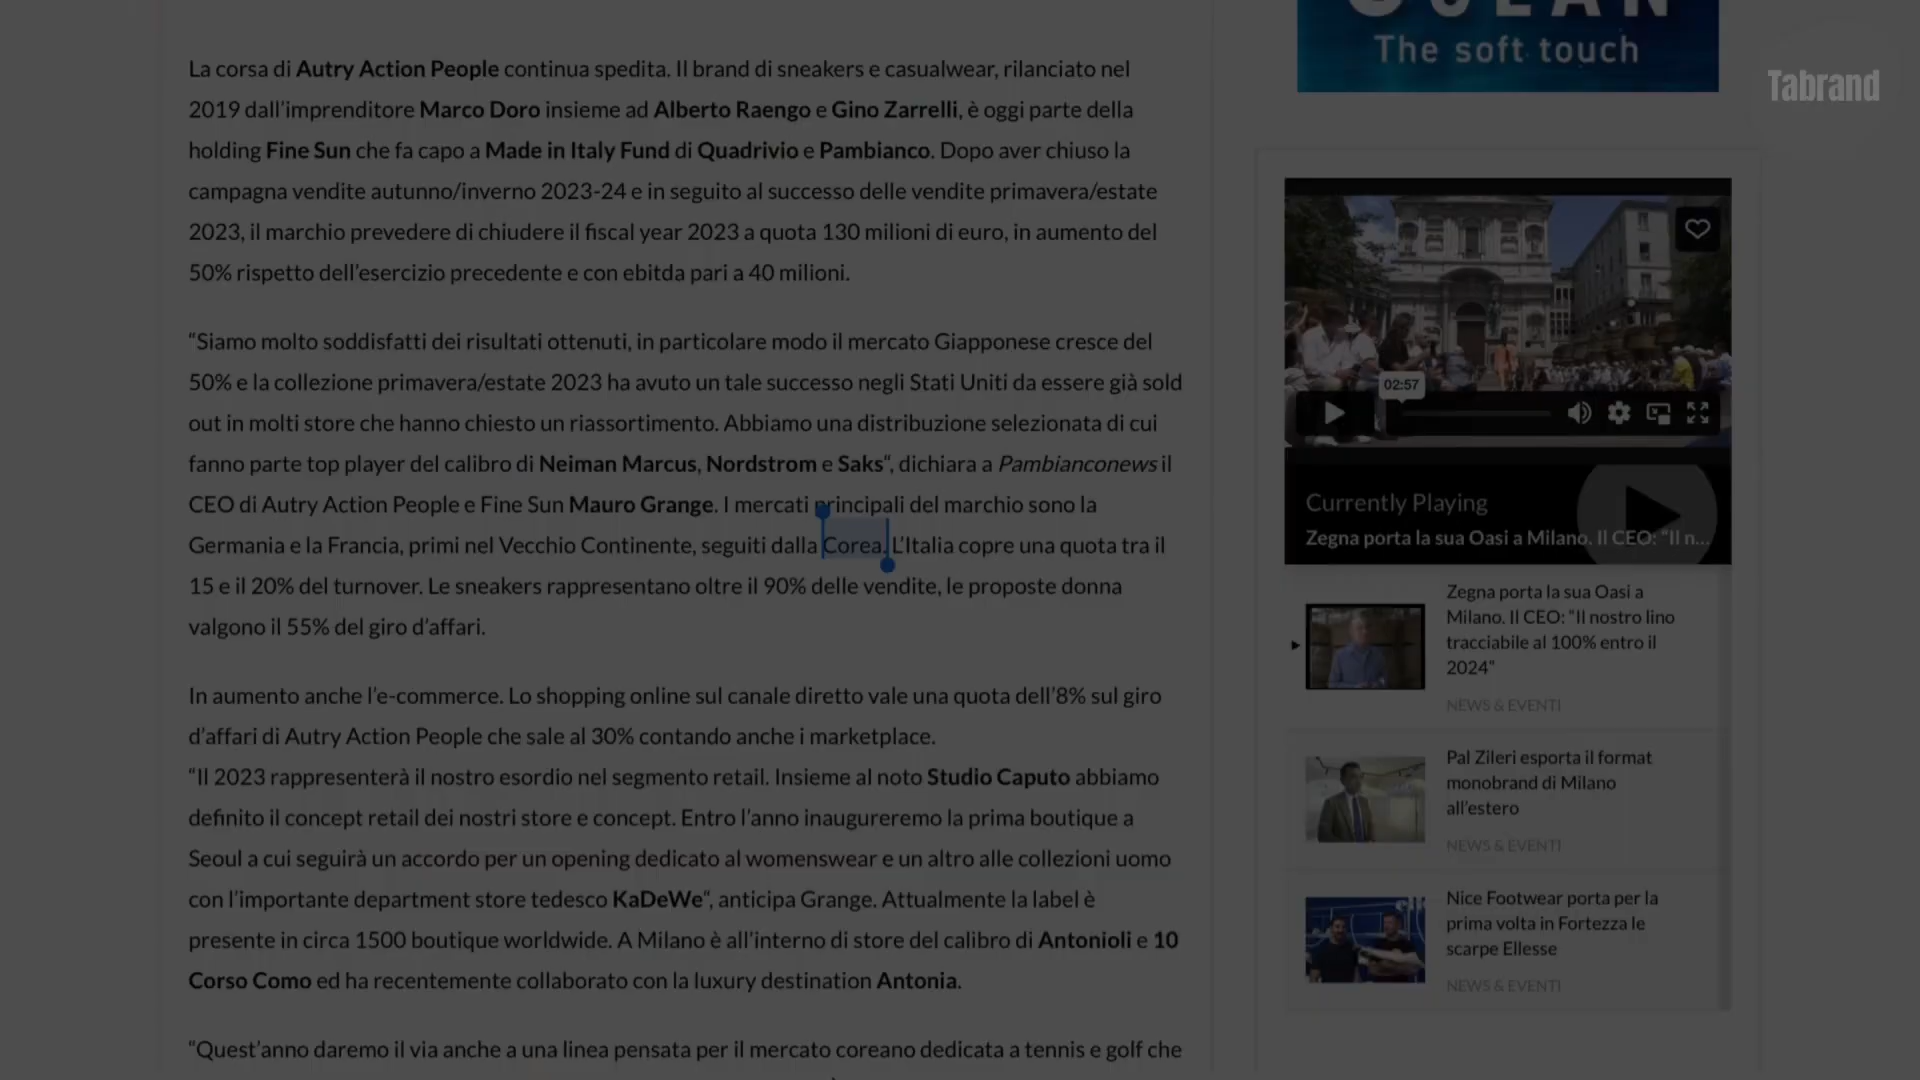 The soft touch
Tabrand
La corsa di Autry Action People continua spedita. Il brand di sneakers e casualwear, rilanciato nel
2019 dall'imprenditore Marco Doro insieme ad Alberto Raengo e Gino Zarrelli, è oggi parte della
holding Fine Sun che fa capo a Made in Italy Fund di Quadrivio e Pambianco. Dopo aver chiuso la
campagna vendite autunno/inverno 2023-24 e in seguito al successo delle vendite primavera/estate
2023, il marchio prevedere di chiudere il fiscal year 2023 a quota 130 milioni di euro, in aumento del
50% rispetto dell'esercizio precedente e con ebitda pari a 40 milioni.
“Siamo molto soddisfatti dei risultati ottenuti, in particolare modo il mercato Giapponese cresce del
50% e la collezione primavera/estate 2023 ha avuto un tale successo negli Stati Uniti da essere già sold
out in molti store che hanno chiesto un riassortimento. Abbiamo una distribuzione selezionata di cui
fanno parte top player del calibro di Neiman Marcus, Nordstrom e Saks“, dichiara a Pambianconews il
CEO di Autry Action People e Fine Sun Mauro Grange. I mercati principali del marchio sono la
Germania e la Francia, primi nel Vecchio Continente, seguiti dalla Corea. L'Italia copre una quota tra il
15 e il 20% del turnover. Le sneakers rappresentano oltre il 90% delle vendite, le proposte donna
valgono il 55% del giro d'affari.
In aumento anche l'e-commerce. Lo shopping online sul canale diretto vale una quota dell'8% sul giro
d'affari di Autry Action People che sale al 30% contando anche i marketplace.
“Il 2023 rappresenterà il nostro esordio nel segmento retail. Insieme al noto Studio Caputo abbiamo
definito il concept retail dei nostri store e concept. Entro l'anno inaugureremo la prima boutique a
Seoul a cui seguirà un accordo per un opening dedicato al womenswear e un altro alle collezioni uomo
con l'importante department store tedesco KaDeWe“, anticipa Grange. Attualmente la label è
presente in circa 1500 boutique worldwide. A Milano è all'interno di store del calibro di Antonioli e 10
Corso Como ed ha recentemente collaborato con la luxury destination Antonia.
“Quest'anno daremo il via anche a una linea pensata per il mercato coreano dedicata a tennis e golf che
02:57
Currently Playing
Zegna porta la sua Oasi a Milano. Il CEO: “Il n...
Zegna porta la sua Oasi a
Milano. Il CEO: “Il nostro lino
tracciabile al 100% entro il
2024”
NEWS & EVENTI
Pal Zileri esporta il format
monobrand di Milano
all'estero
NEWS & EVENTI
Nice Footwear porta per la
prima volta in Fortezza le
scarpe Ellesse
NEWS & EVENTI